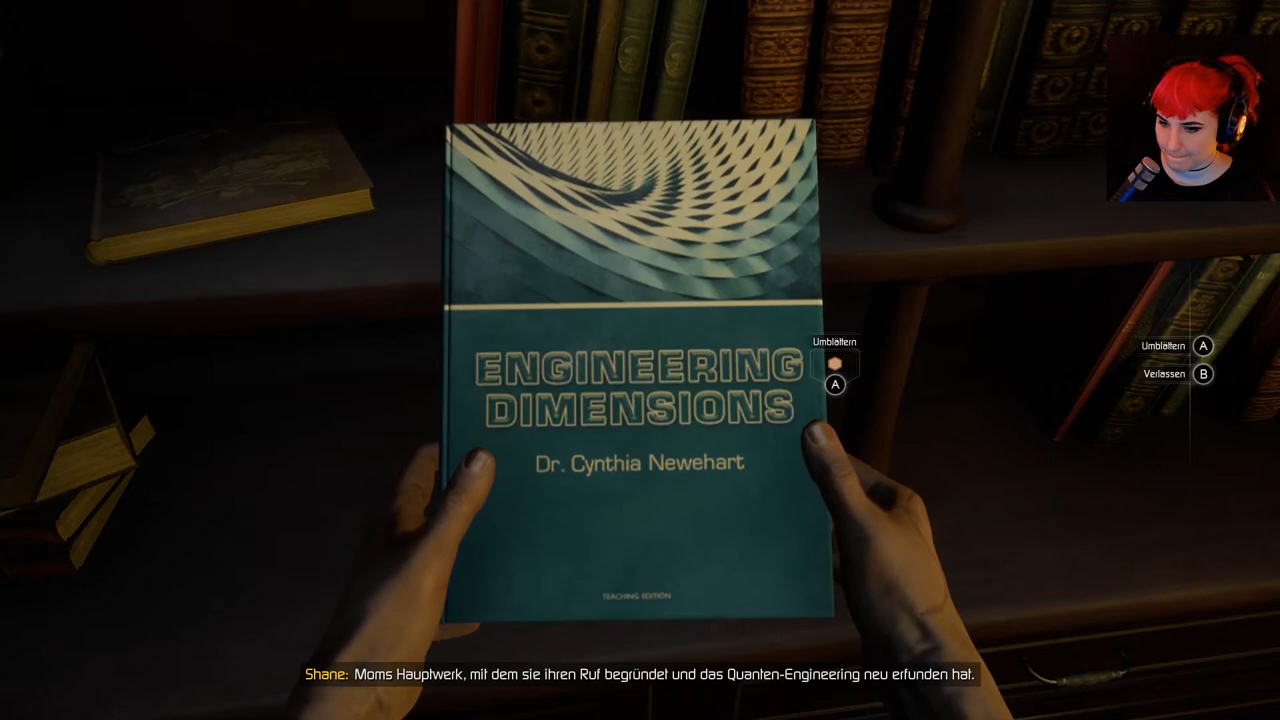 ENGINEERING
DIMENSIONS
Dr. Cynthia Newehart
TEACHING EDITION
Umblättern
A
Umblättern A
Verlassen B
Shane: Moms Hauptwerk, mit dem sie ihren Ruf begründet und das Quanten-Engineering neu erfunden hat.